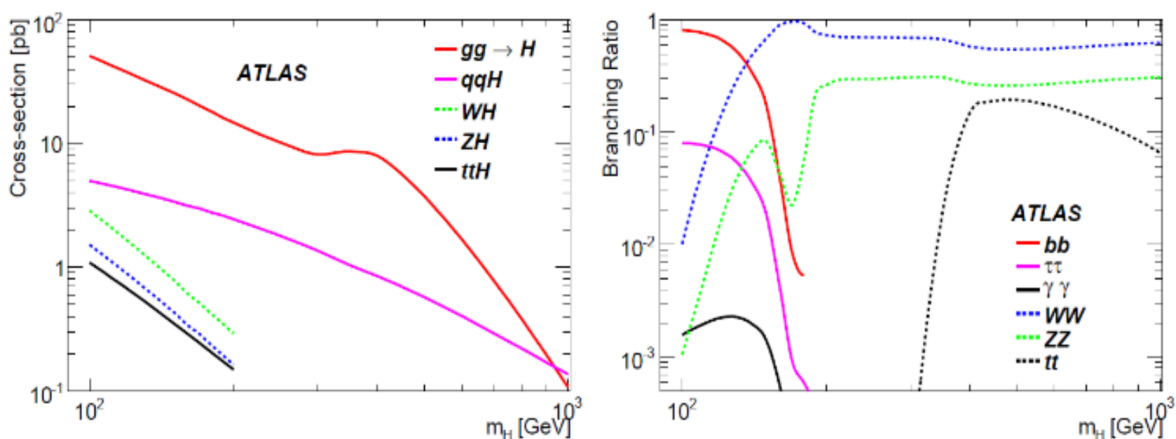 Cross-section [pb]
10²
10
1
10⁻¹
ATLAS
gg → H
qqH
WH
ZH
ttH
10²
10³
m_H [GeV]
Branching Ratio
1
10⁻¹
10⁻²
10⁻³
ATLAS
bb
ττ
γ γ
WW
ZZ
tt
10²
10³
m_H [GeV]